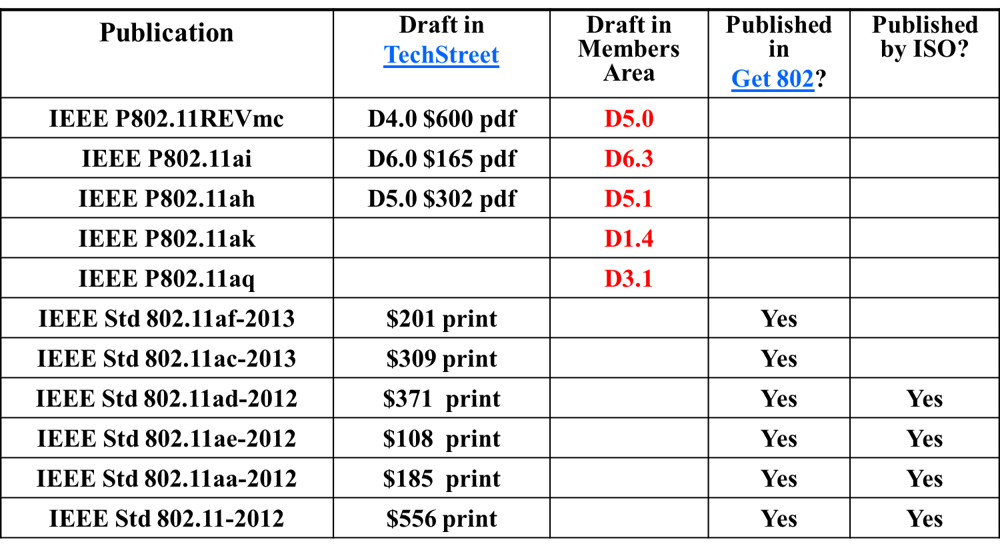 Publication
Draft in
TechStreet
Draft in
Members
Area
Published
in
Get 802?
Published
by ISO?
IEEE P802.11REVmc D4.0 $600 pdf D5.0
IEEE P802.11ai D6.0 $165 pdf D6.3
IEEE P802.11ah D5.0 $302 pdf D5.1
IEEE P802.11ak D1.4
IEEE P802.11aq D3.1
IEEE Std 802.11af-2013 $201 print Yes
IEEE Std 802.11ac-2013 $309 print Yes
IEEE Std 802.11ad-2012 $371 print Yes Yes
IEEE Std 802.11ae-2012 $108 print Yes Yes
IEEE Std 802.11aa-2012 $185 print Yes Yes
IEEE Std 802.11-2012 $556 print Yes Yes